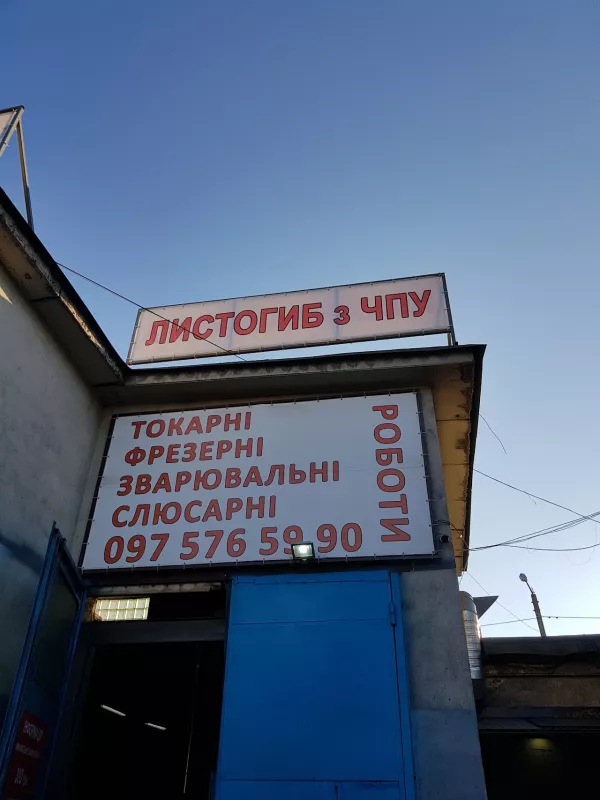 ЛИСТОГИБ з ЧПУ
ТОКАРНІ
ФРЕЗЕРНІ
ЗВАРЮВАЛЬНІ
СЛЮСАРНІ
РОБОТИ
097 576 59 90